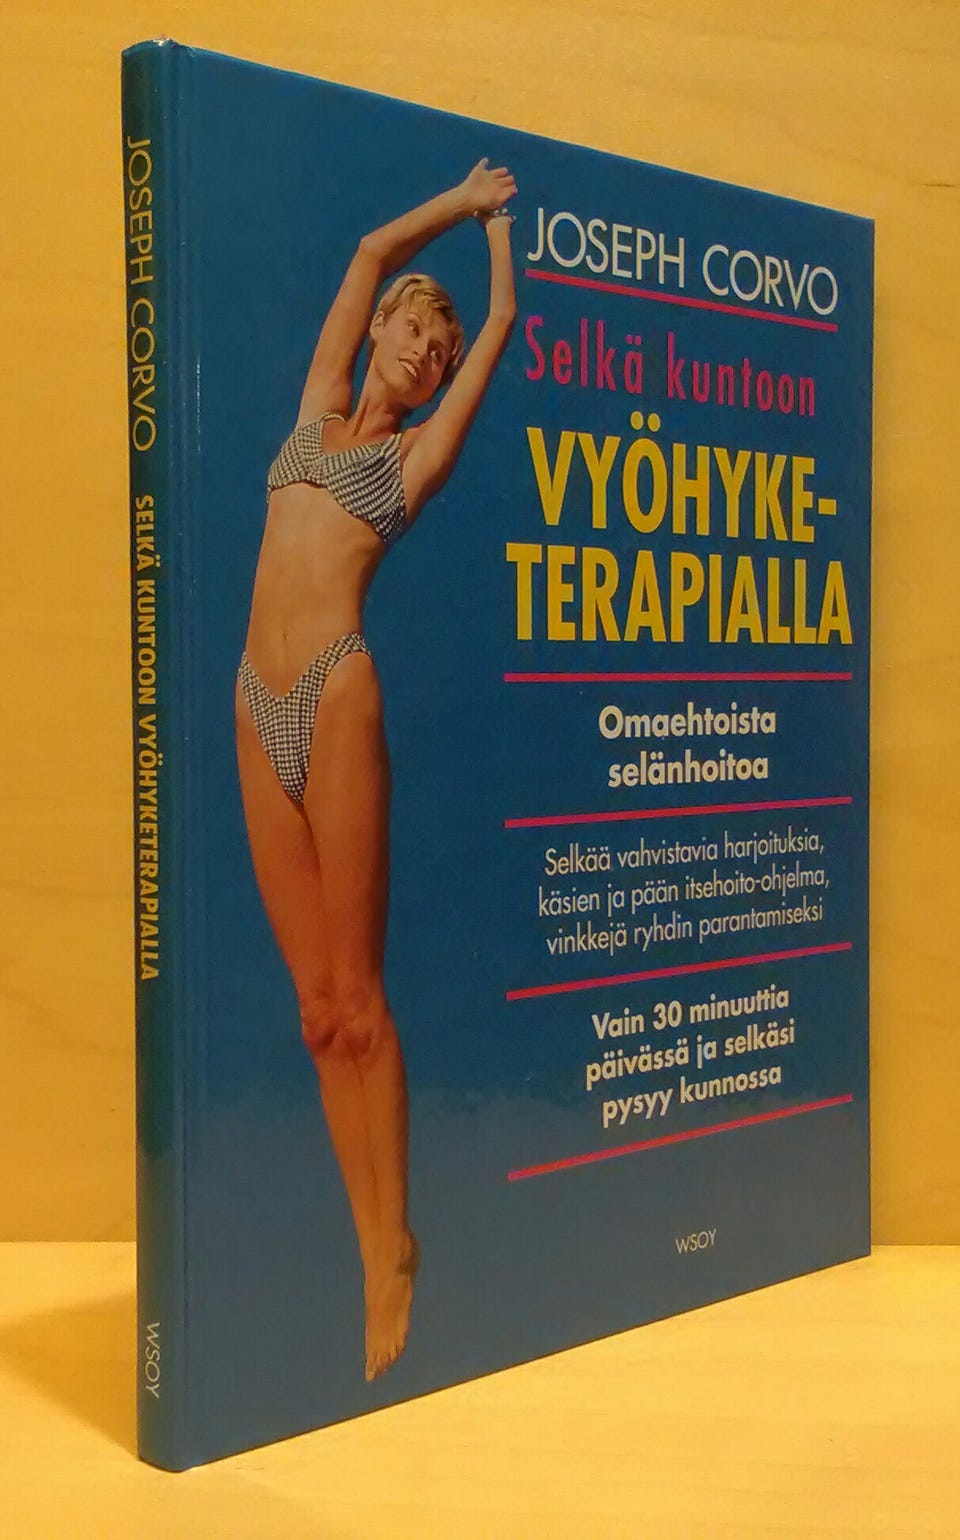 JOSEPH CORVO SELKÄ KUNTOON VYÖHYKETERAPIALLA WSOY
JOSEPH CORVO
Selkä kuntoon
VYÖHYKE-
TERAPIALLA
Omaehtoista
selänhoitoa
Selkää vahvistavia harjoituksia,
käsien ja pään itsehoito-ohjelma,
vinkkejä ryhdin parantamiseksi
Vain 30 minuuttia
päivässä ja selkäsi
pysyy kunnossa
WSOY